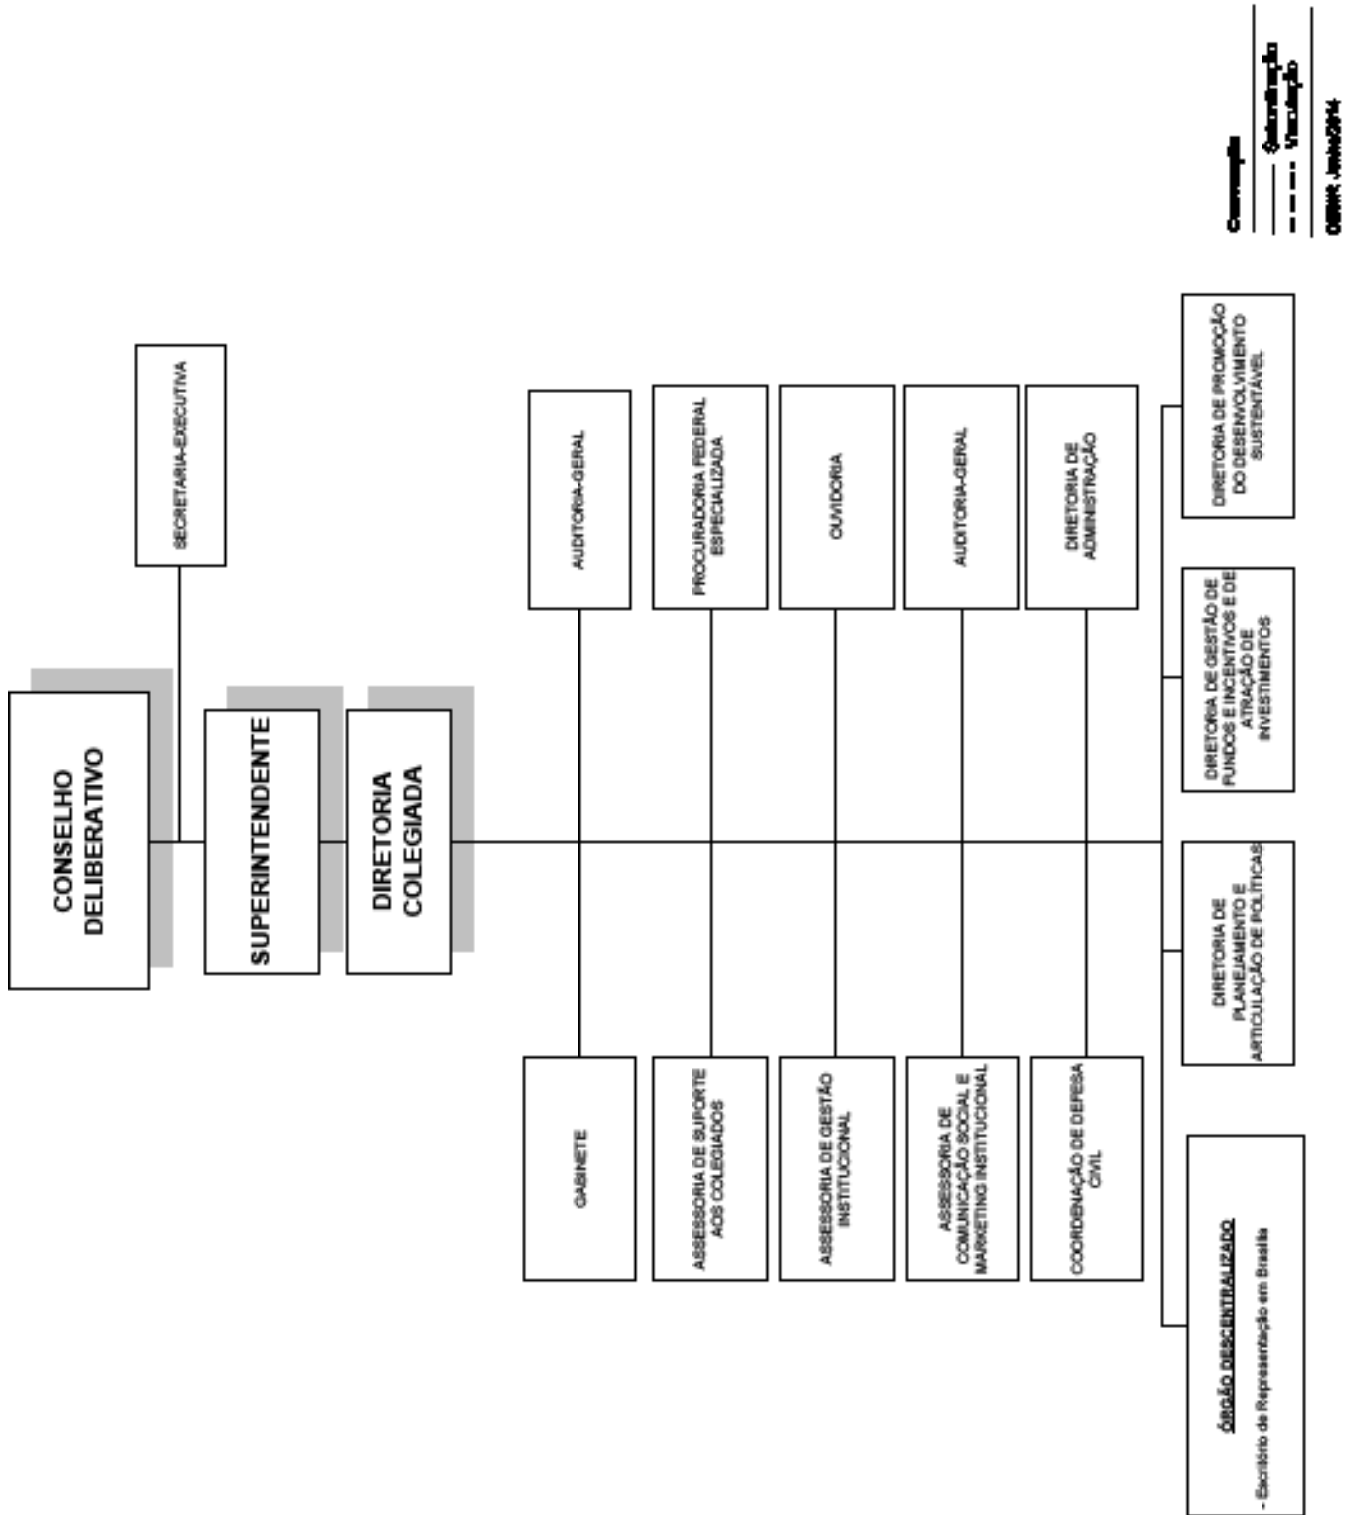 CONSELHO
DELIBERATIVO
SECRETARIA-EXECUTIVA
SUPERINTENDENTE
DIRETORIA
COLEGIADA
GABINETE
AUDITORIA-GERAL
ASSESSORIA DE SUPORTE
AOS COLEGIADOS
PROCURADORIA FEDERAL
ESPECIALIZADA
ASSESSORIA DE GESTÃO
INSTITUCIONAL
OUVIDORIA
ASSESSORIA DE
COMUNICAÇÃO SOCIAL E
MARKETING INSTITUCIONAL
AUDITORIA-GERAL
COORDENAÇÃO DE DEFESA
CIVIL
DIRETORIA DE
ADMINISTRAÇÃO
ÓRGÃO DESCENTRALIZADO
- Escritório de Representação em Brasília
DIRETORIA DE
PLANEJAMENTO E
ARTICULAÇÃO DE POLÍTICAS
DIRETORIA DE GESTÃO DE
FUNDOS E INCENTIVOS E DE
ATRAÇÃO DE
INVESTIMENTOS
DIRETORIA DE PROMOÇÃO
DO DESENVOLVIMENTO
SUSTENTÁVEL
Subordinação
Vinculação